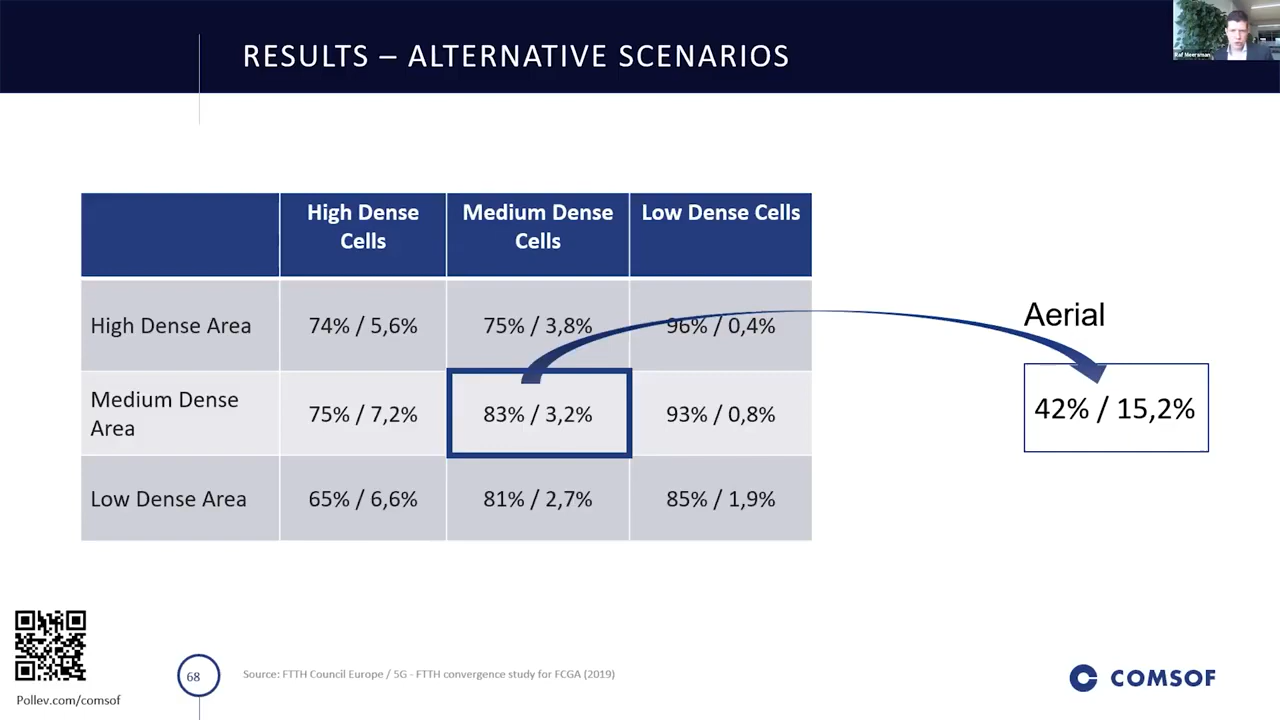 RESULTS – ALTERNATIVE SCENARIOS
Raf Meersman
High Dense
Cells
Medium Dense
Cells
Low Dense Cells
High Dense Area
74% / 5,6%
75% / 3,8%
96% / 0,4%
Medium Dense
Area
75% / 7,2%
83% / 3,2%
93% / 0,8%
Low Dense Area
65% / 6,6%
81% / 2,7%
85% / 1,9%
Aerial
42% / 15,2%
Pollev.com/comsof
68
Source: FTTH Council Europe / 5G - FTTH convergence study for FCGA (2019)
COMSOF